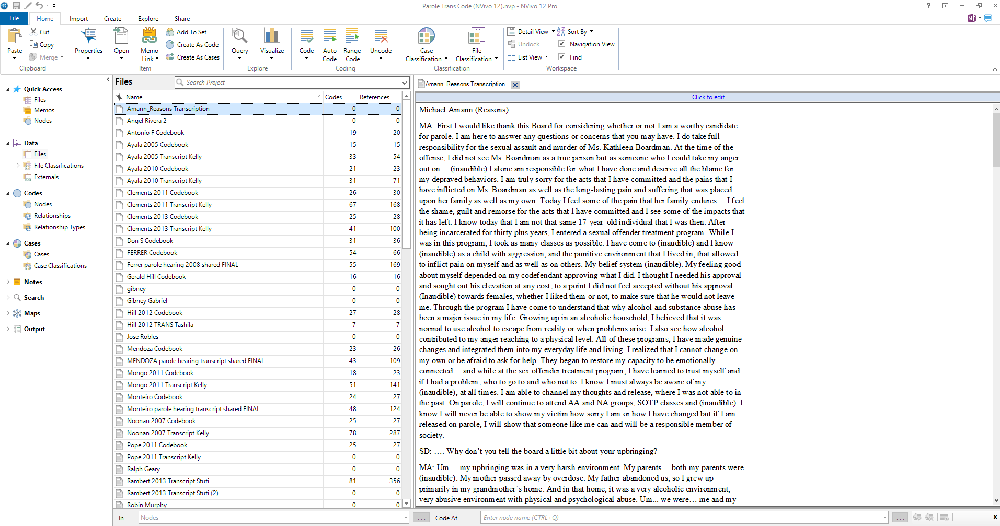 Parole Trans Code (NVivo 12).nvp - NVivo 12 Pro
File Home Import Create Explore Share
Paste
Cut
Copy
Merge
Clipboard
Properties
Open
Memo Link
Add To Set
Create As Code
Create As Cases
Item
Query
Visualize
Explore
Code
Auto Code
Range Code
Uncode
Coding
Case Classification
File Classification
Classification
Detail View
Undock
List View
Sort By
Navigation View
Find
Workspace
Quick Access
Files
Memos
Nodes
Data
Files
File Classifications
Externals
Codes
Nodes
Relationships
Relationship Types
Cases
Cases
Case Classifications
Notes
Search
Maps
Output
Files
Search Project
Name Codes References
Amann_Reasons Transcription 0 0
Angel Rivera 2 0 0
Antonio F Codebook 19 20
Ayala 2005 Codebook 15 15
Ayala 2005 Transcript Kelly 33 54
Ayala 2010 Codebook 21 23
Ayala 2010 Transcript Kelly 31 71
Clements 2011 Codebook 26 30
Clements 2011 Transcript Kelly 67 168
Clements 2013 Codebook 25 28
Clements 2013 Transcript Kelly 41 100
Don S Codebook 31 36
FERRER Codebook 54 66
Ferrer parole hearing 2008 shared FINAL 55 169
Gerald Hill Codebook 16 16
gibney 0 0
Gibney Gabriel 0 0
Hill 2012 Codebook 27 28
Hill 2012 TRANS Tashila 7 7
Jose Robles 0 0
Mendoza Codebook 23 26
MENDOZA parole hearing transcript shared FINAL 43 109
Mongo 2011 Codebook 18 23
Mongo 2011 Transcript Kelly 51 141
Monteiro Codebook 24 27
Monteiro parole hearing transcript shared FINAL 48 124
Noonan 2007 Codebook 25 27
Noonan 2007 Transcript Kelly 78 287
Pope 2011 Codebook 25 27
Pope 2011 Transcript Kelly 0 0
Ralph Geary 0 0
Rambert 2013 Transcript Stuti 81 356
Rambert 2013 Transcript Stuti (2) 0 0
Robin Murphy 0 0
Amann_Reasons Transcription
Click to edit
Michael Amann (Reasons)
MA: First I would like thank this Board for considering whether or not I am a worthy candidate
for parole. I am here to answer any questions or concerns that you may have. I do take full
responsibility for the sexual assault and murder of Ms. Kathleen Boardman. At the time of the
offense, I did not see Ms. Boardman as a true person but as someone who I could take my anger
out on… (inaudible) I alone am responsible for what I have done and deserve all the blame for
my depraved behaviors. I am truly sorry for the acts that I have committed and the pains that I
have inflicted on Ms. Boardman as well as the long-lasting pain and suffering that was placed
upon her family as well as my own. Today I feel some of the pain that her family endures… I feel
the shame, guilt and remorse for the acts that I have committed and I see some of the impacts that
it has left. I know today that I am not that same 17-year-old individual that I was then. After
being incarcerated for thirty plus years, I entered a sexual offender treatment program. While I
was in this program, I took as many classes as possible. I have come to (inaudible) and I know
(inaudible) as a child with aggression, and the punitive environment that I lived in, that allowed
to inflict pain on myself and as well as on others. My belief system (inaudible). My feeling good
about myself depended on my codefendant approving what I did. I thought I needed his approval
and sought out his elevation at any cost, to a point I did not feel accepted without his approval.
(Inaudible) towards females, whether I liked them or not, to make sure that he would not leave
me. Through the program I have come to understand that why alcohol and substance abuse has
been a major issue in my life. Growing up in an alcoholic household, I believed that it was
normal to use alcohol to escape from reality or when problems arise. I also see how alcohol
contributed to my anger reaching to a physical level. All of these programs, I have made genuine
changes and integrated them into my everyday life and living. I realized that I cannot change on
my own or be afraid to ask for help. They began to restore my capacity to be emotionally
connected… and while at the sex offender treatment program, I have learned to trust myself and
if I had a problem, who to go to and who not to. I know I must always be aware of my
(inaudible), at all times. I am able to channel my thoughts and release, where I was not able to in
the past. On parole, I will continue to attend AA and NA groups, SOTP classes and (inaudible). I
know I will never be able to show my victim how sorry I am or how I have changed but if I am
released on parole, I will show that someone like me can and will be a responsible member of
society.
SD: …. Why don’t you tell the board a little bit about your upbringing?
MA: Um… my upbringing was in a very harsh environment. My parents… both my parents were
(inaudible). My mother passed away by overdose. My father abandoned us, so I grew up
primarily in my grandmother’s home. And in that home, it was a very alcoholic environment,
very abusive environment with physical and psychological abuse. Um... we were… me and my
In Nodes ... Code At Enter node name (CTRL+Q) ... X